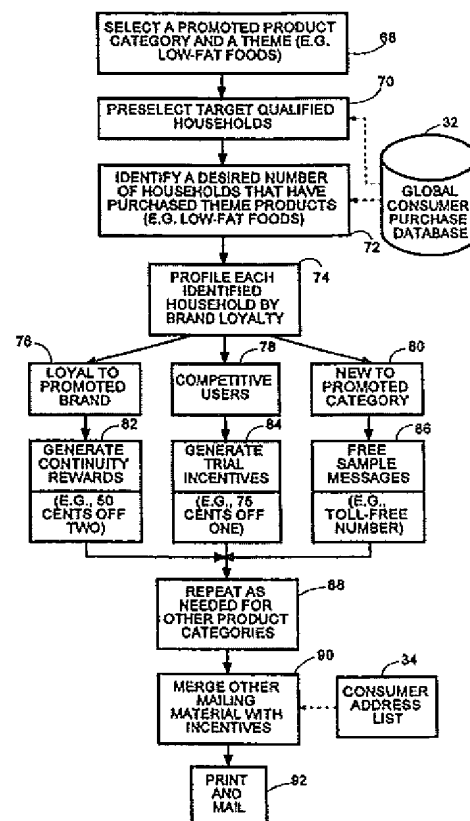 SELECT A PROMOTED PRODUCT
CATEGORY AND A THEME (E.G.
LOW-FAT FOODS)
68
70
PRESELECT TARGET QUALIFIED
HOUSEHOLDS
32
GLOBAL
CONSUMER
PURCHASE
DATABASE
IDENTIFY A DESIRED NUMBER
OF HOUSEHOLDS THAT HAVE
PURCHASED THEME PRODUCTS
(E.G. LOW-FAT FOODS)
72
74
PROFILE EACH
IDENTIFIED
HOUSEHOLD BY
BRAND LOYALTY
76
LOYAL TO
PROMOTED
BRAND
78
COMPETITIVE
USERS
80
NEW TO
PROMOTED
CATEGORY
82
GENERATE
CONTINUITY
REWARDS
(E.G., 50
CENTS OFF
TWO)
84
GENERATE
TRIAL
INCENTIVES
(E.G., 75
CENTS OFF
ONE)
86
FREE
SAMPLE
MESSAGES
(E.G.,
TOLL-FREE
NUMBER)
88
REPEAT AS
NEEDED FOR
OTHER PRODUCT
CATEGORIES
90
MERGE OTHER
MAILING
MATERIAL WITH
INCENTIVES
34
CONSUMER
ADDRESS
LIST
PRINT
AND
MAIL
92